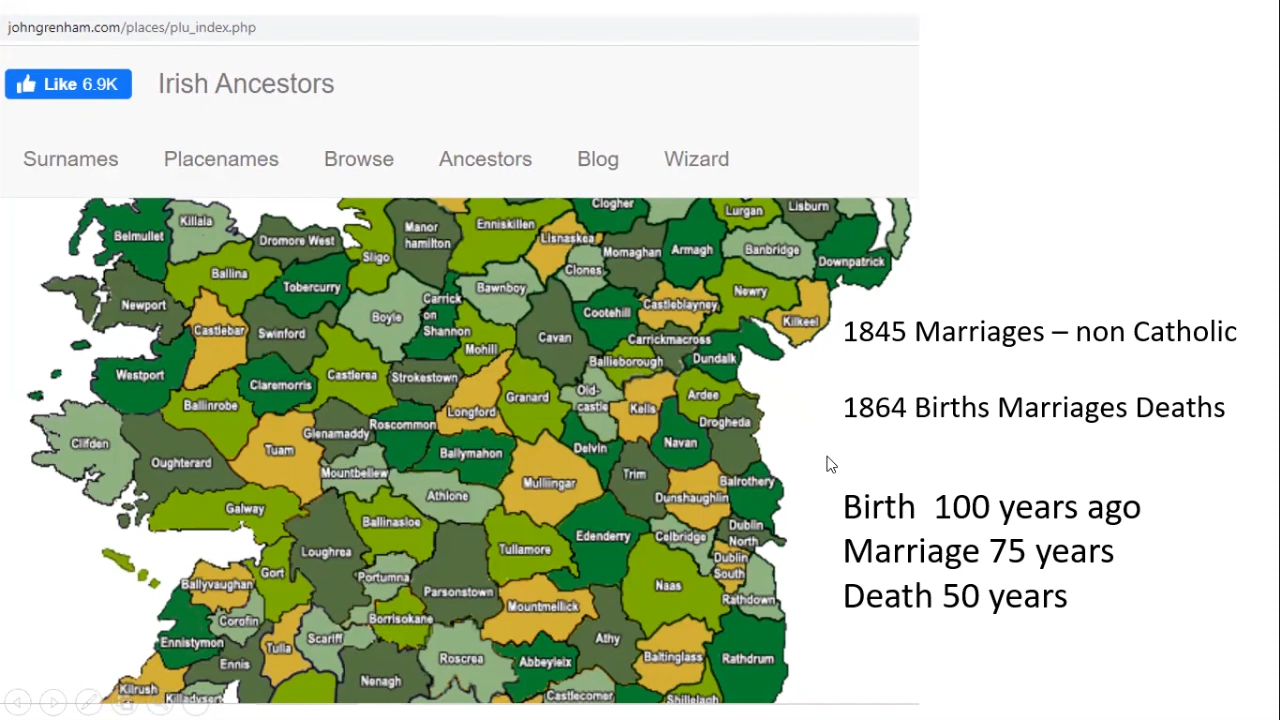 johngrenham.com/places/plu_index.php
Like 6.9K
Irish Ancestors
Surnames Placenames Browse Ancestors Blog Wizard
Clogher
Lurgan
Lisburn
Killala
Belmullet
Dromore West
Sligo
Manor
hamilton
Enniskillen
Lisnaskea
Momaghan
Armagh
Banbridge
Downpatrick
Ballina
Tobercurry
Clones
Bawnboy
Newry
Newport
Carrick
on
Shannon
Boyle
Cootehill
Castleblayney
Kilkeel
Castlebar
Swinford
Cavan
Carrickmacross
Mohill
Ballieborough
Dundalk
Westport
Claremorris
Castlerea
Strokestown
Granard
Old-
castle
Kells
Ardee
Ballinrobe
Longford
Drogheda
Clifden
Glenamaddy
Roscommon
Oughterard
Tuam
Ballymahon
Delvin
Navan
Mountbellew
Athlone
Mullingar
Trim
Dunshaughlin
Balrothery
Galway
Ballinasloe
Edenderry
Celbridge
Dublin
North
Loughrea
Tullamore
Dublin
South
Gort
Portumna
Parsonstown
Naas
Rathdown
Ballyvaughan
Mountmellick
Corofin
Borrisokane
Ennistymon
Tulla
Scariff
Athy
Ennis
Roscrea
Abbeyleix
Baltinglass
Rathdrum
Nenagh
Kilrush
Killadysert
Castlecomer
Shillelagh
1845 Marriages – non Catholic
1864 Births Marriages Deaths
Birth 100 years ago
Marriage 75 years
Death 50 years